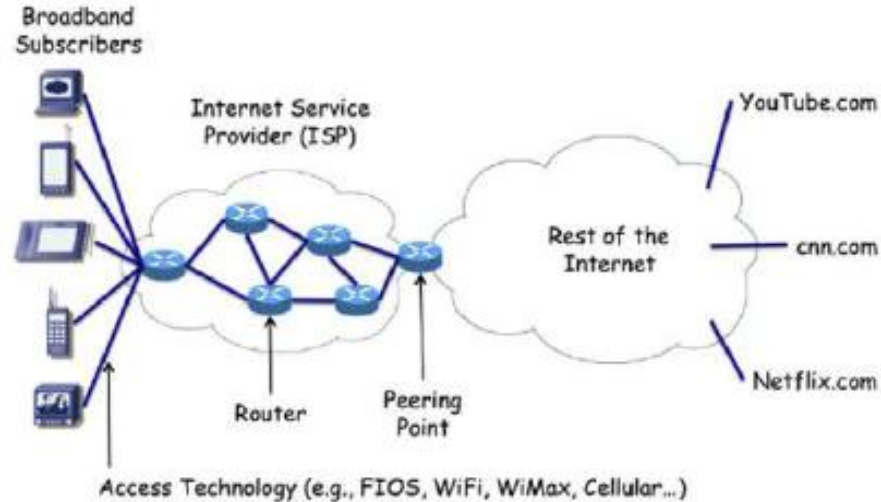 Broadband
Subscribers
Internet Service
Provider (ISP)
YouTube.com
Rest of the
Internet
cnn.com
Netflix.com
Router
Peering
Point
Access Technology (e.g., FIOS, WiFi, WiMax, Cellular...)